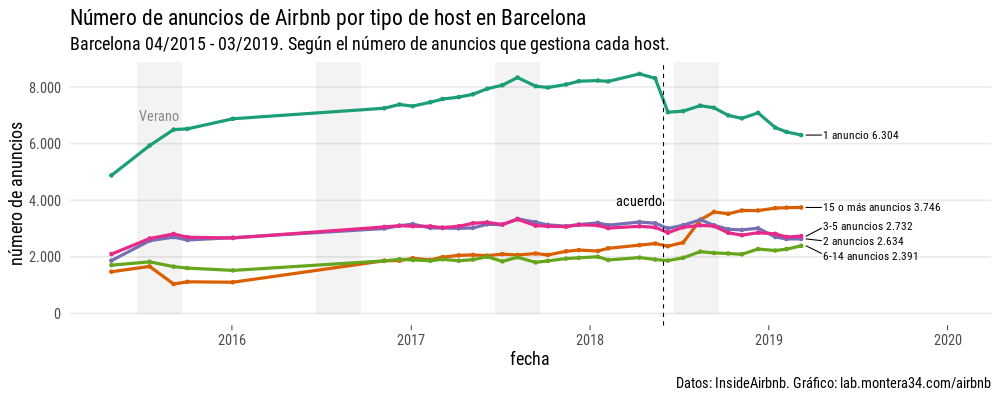 Número de anuncios de Airbnb por tipo de host en Barcelona
Barcelona 04/2015 - 03/2019. Según el número de anuncios que gestiona cada host.
número de anuncios
8.000
6.000
4.000
2.000
0
Verano
acuerdo
1 anuncio 6.304
15 o más anuncios 3.746
3-5 anuncios 2.732
2 anuncios 2.634
6-14 anuncios 2.391
2016
2017
2018
2019
2020
fecha
Datos: InsideAirbnb. Gráfico: lab.montera34.com/airbnb